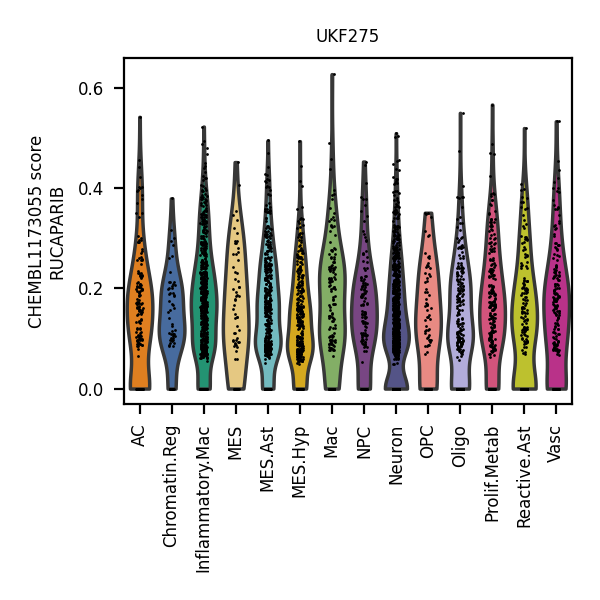 UKF275
CHEMBL1173055 score
RUCAPARIB
0.6
0.4
0.2
0.0
AC
Chromatin.Reg
Inflammatory.Mac
MES
MES.Ast
MES.Hyp
Mac
NPC
Neuron
OPC
Oligo
Prolif.Metab
Reactive.Ast
Vasc